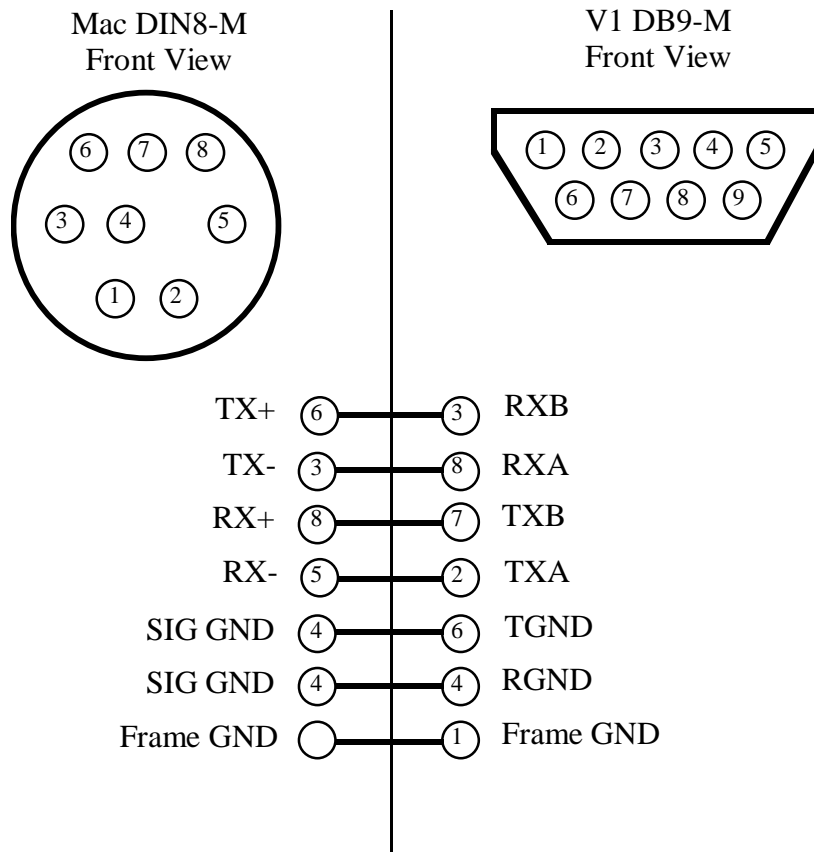 Mac DIN8-M
Front View
6 7 8
3 4 5
1 2
V1 DB9-M
Front View
1 2 3 4 5
6 7 8 9
TX+ 6 3 RXB
TX- 3 8 RXA
RX+ 8 7 TXB
RX- 5 2 TXA
SIG GND 4 6 TGND
SIG GND 4 4 RGND
Frame GND 1 Frame GND